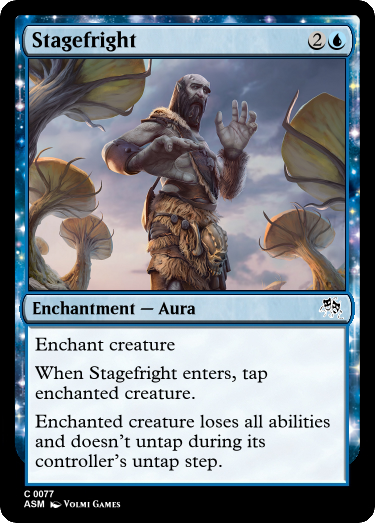 Stagefright 2
Enchantment — Aura
Enchant creature
When Stagefright enters, tap
enchanted creature.
Enchanted creature loses all abilities
and doesn't untap during its
controller's untap step.
C 0077
ASM Volmi Games